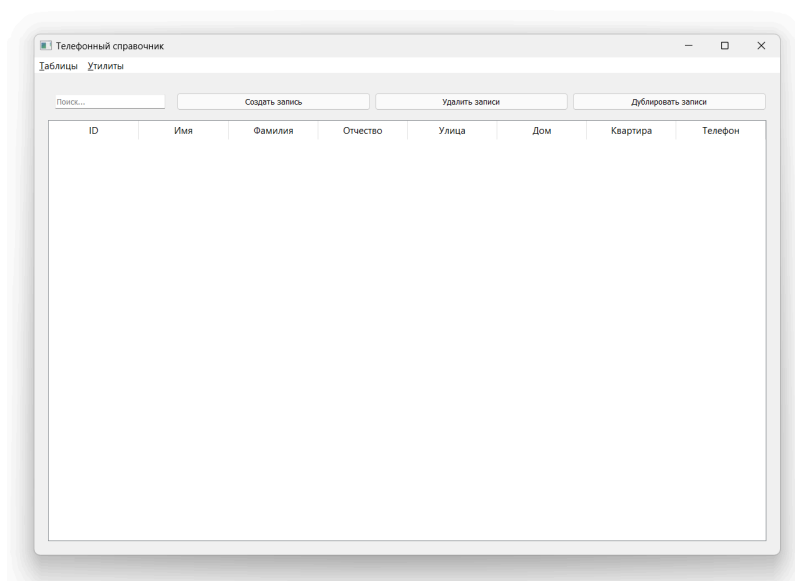 Телефонный справочник
Таблицы Утилиты
Поиск... Создать запись Удалить записи Дублировать записи
ID Имя Фамилия Отчество Улица Дом Квартира Телефон